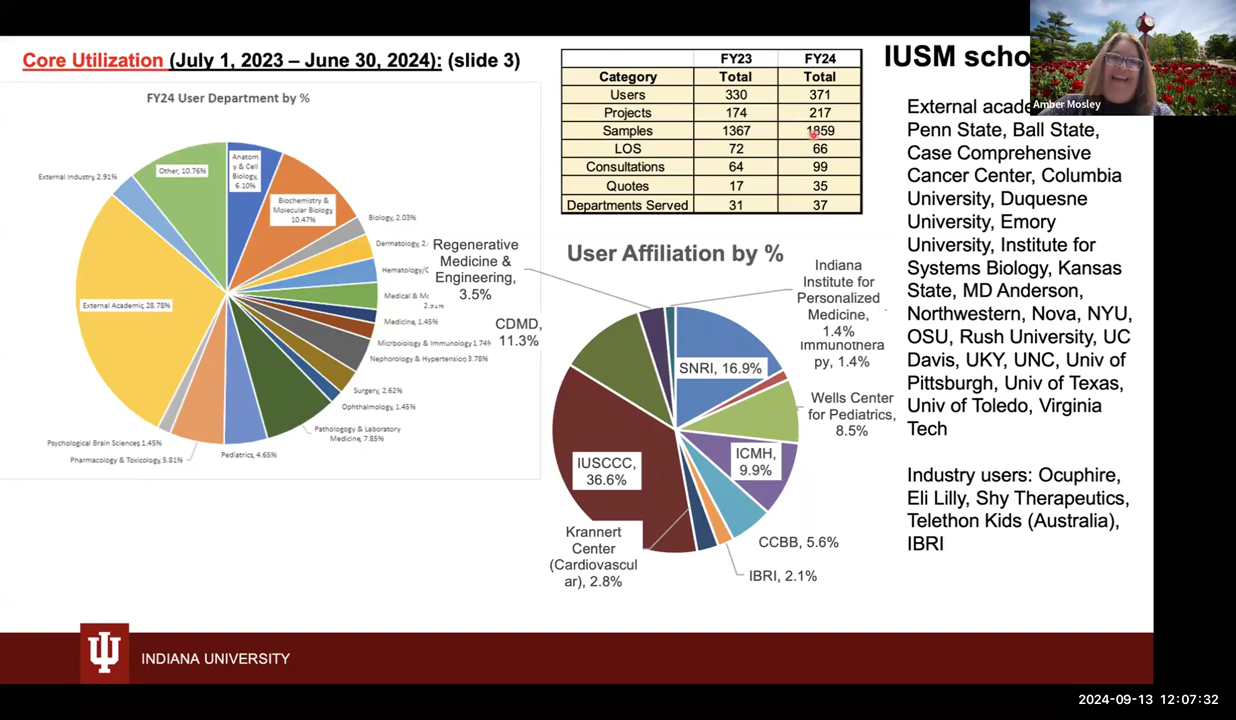 Core Utilization (July 1, 2023 – June 30, 2024): (slide 3)
FY24 User Department by %
Anatom
y & Cell
Biology,
6.10%
Biochemistry &
Molecular Biology,
10.47%
Biology, 2.03%
Dermatology, 2.
Hematology/
Medical &
Medicine, 1.45%
Microbiology & Immunology 1.74%
Nephorology & Hypertension 3.78%
Surgery, 2.62%
Ophthalmology, 1.45%
Pathology & Laboratory
Medicine, 7.85%
Pediatrics, 4.65%
Pharmacology & Toxicology, 5.81%
Psychological Brain Sciences, 1.45%
External Academic, 28.78%
External Industry, 2.91%
Other, 10.76%
FY23 FY24
Category Total Total
Users 330 371
Projects 174 217
Samples 1367 1859
LOS 72 66
Consultations 64 99
Quotes 17 35
Departments Served 31 37
User Affiliation by %
Regenerative
Medicine &
Engineering,
3.5%
CDMD,
11.3%
Indiana
Institute for
Personalized
Medicine,
1.4%
Immunothera
py, 1.4%
SNRI, 16.9%
Wells Center
for Pediatrics,
8.5%
ICMH,
9.9%
CCBB, 5.6%
IBRI, 2.1%
Krannert
Center
(Cardiovascul
ar), 2.8%
IUSCCC,
36.6%
IUSM scho
External acade
Penn State, Ball State,
Case Comprehensive
Cancer Center, Columbia
University, Duquesne
University, Emory
University, Institute for
Systems Biology, Kansas
State, MD Anderson,
Northwestern, Nova, NYU,
OSU, Rush University, UC
Davis, UKY, UNC, Univ of
Pittsburgh, Univ of Texas,
Univ of Toledo, Virginia
Tech
Industry users: Ocuphire,
Eli Lilly, Shy Therapeutics,
Telethon Kids (Australia),
IBRI
Amber Mosley
INDIANA UNIVERSITY
2024-09-13 12:07:32